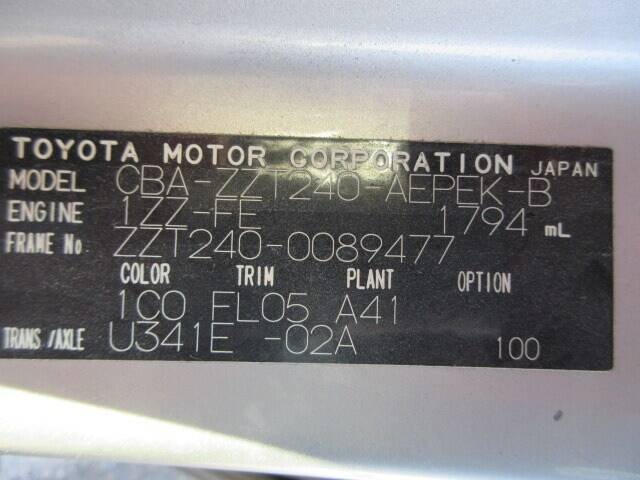 TOYOTA MOTOR CORPORATION JAPAN
MODEL CBA-ZZT240-AEPEK-B
ENGINE 1ZZ-FE 1794 mL
FRAME No. ZZT240-0089477
COLOR TRIM PLANT OPTION
1C0 FL05 A41
TRANS/AXLE U341E -02A 100